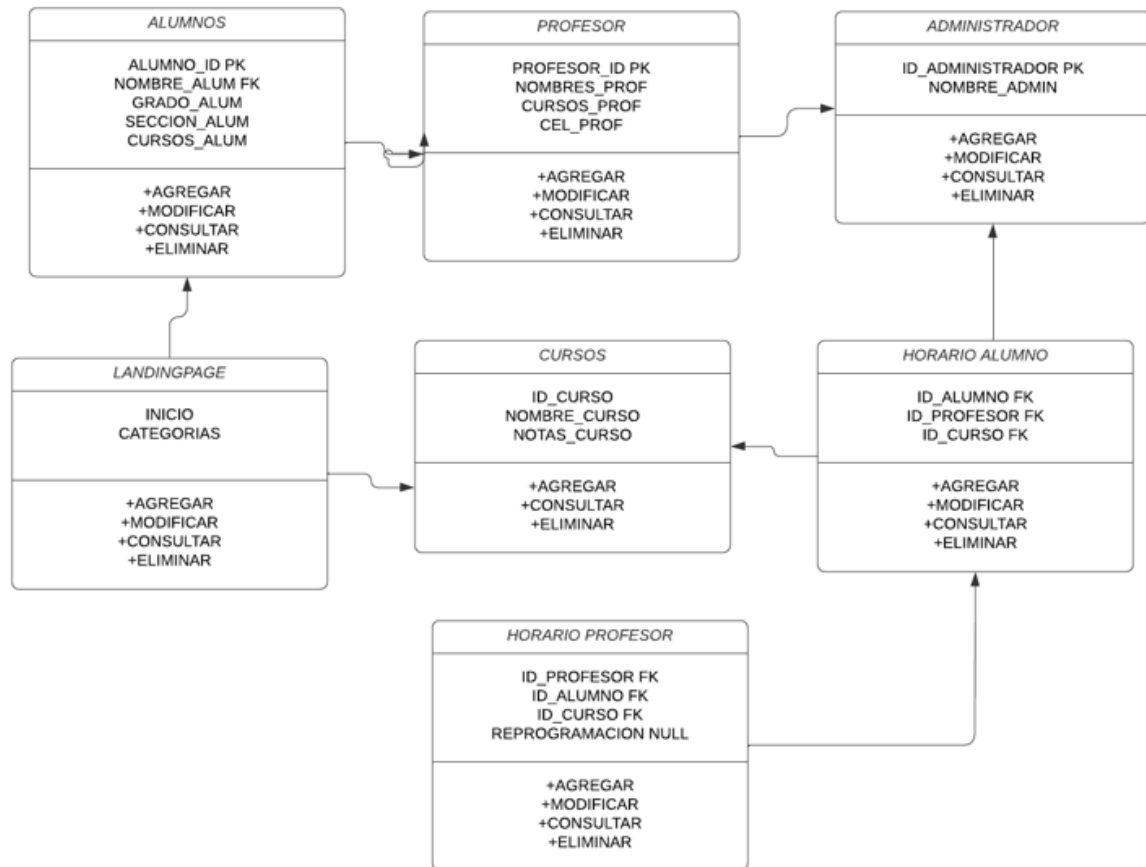 ALUMNOS
ALUMNO_ID PK
NOMBRE_ALUM FK
GRADO_ALUM
SECCION_ALUM
CURSOS_ALUM
+AGREGAR
+MODIFICAR
+CONSULTAR
+ELIMINAR
PROFESOR
PROFESOR_ID PK
NOMBRES_PROF
CURSOS_PROF
CEL_PROF
+AGREGAR
+MODIFICAR
+CONSULTAR
+ELIMINAR
ADMINISTRADOR
ID_ADMINISTRADOR PK
NOMBRE_ADMIN
+AGREGAR
+MODIFICAR
+CONSULTAR
+ELIMINAR
LANDINGPAGE
INICIO
CATEGORIAS
+AGREGAR
+MODIFICAR
+CONSULTAR
+ELIMINAR
CURSOS
ID_CURSO
NOMBRE_CURSO
NOTAS_CURSO
+AGREGAR
+CONSULTAR
+ELIMINAR
HORARIO ALUMNO
ID_ALUMNO FK
ID_PROFESOR FK
ID_CURSO FK
+AGREGAR
+MODIFICAR
+CONSULTAR
+ELIMINAR
HORARIO PROFESOR
ID_PROFESOR FK
ID_ALUMNO FK
ID_CURSO FK
REPROGRAMACION NULL
+AGREGAR
+MODIFICAR
+CONSULTAR
+ELIMINAR